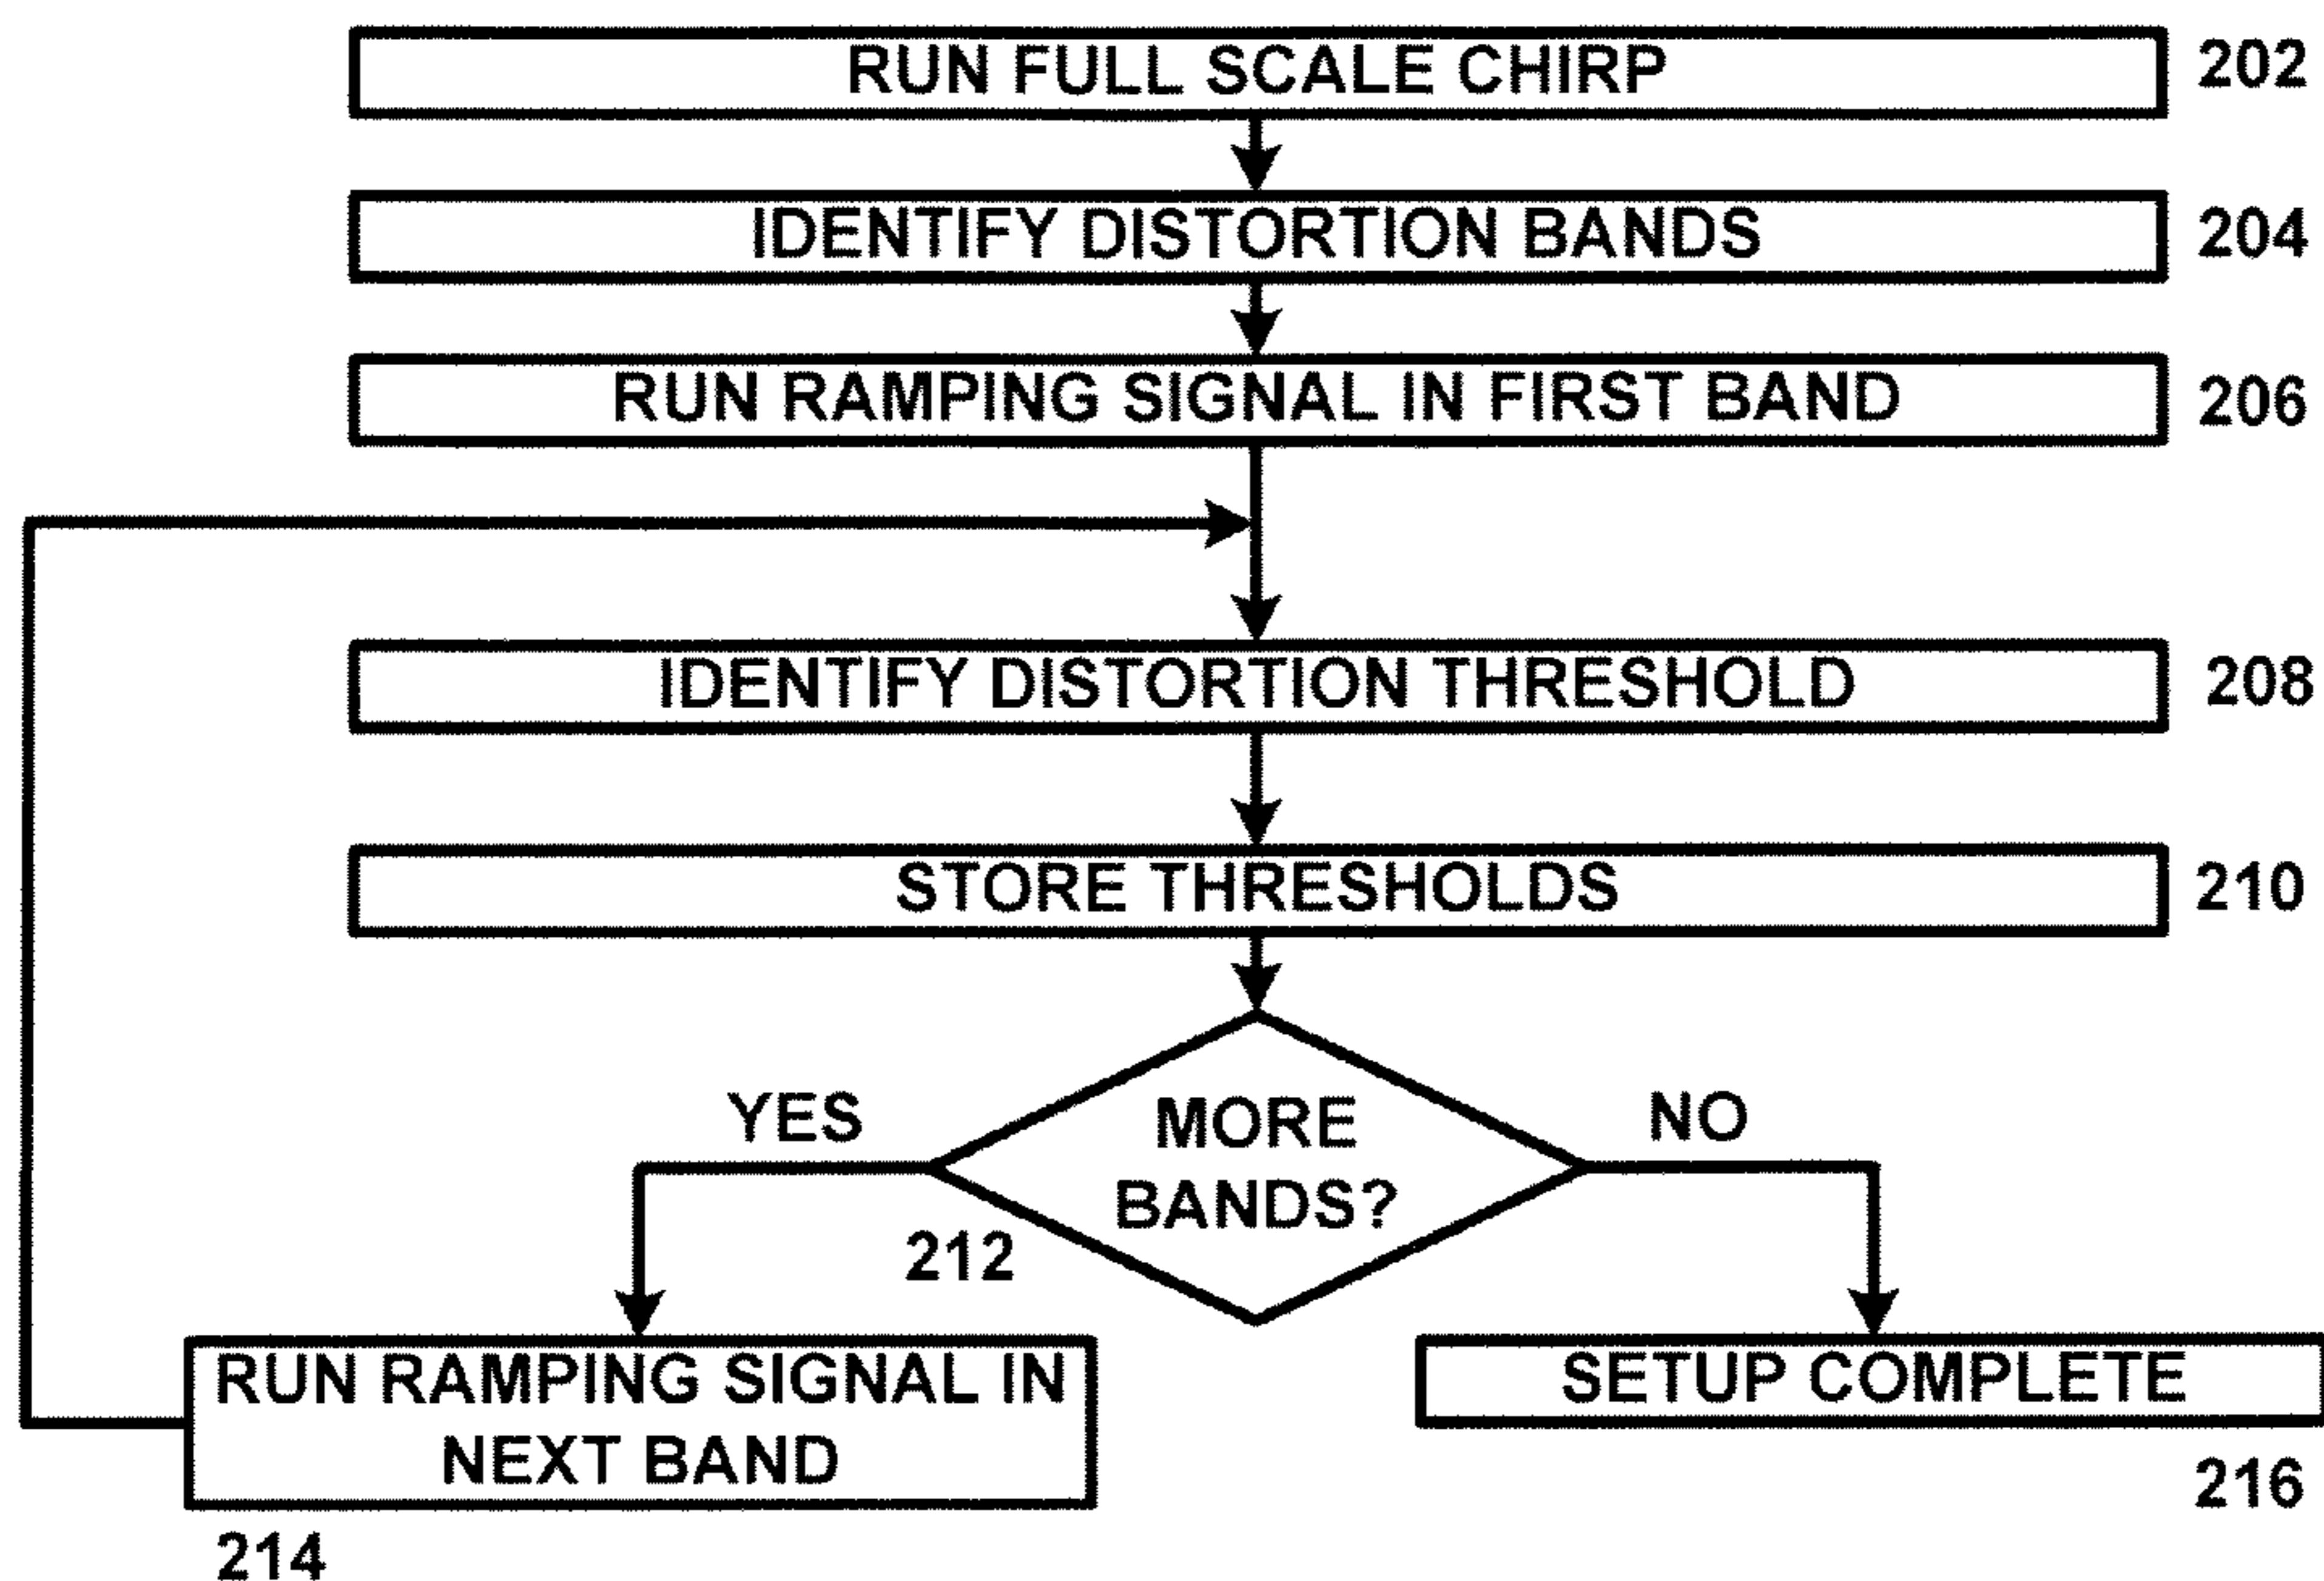 RUN FULL SCALE CHIRP
202
IDENTIFY DISTORTION BANDS
204
RUN RAMPING SIGNAL IN FIRST BAND
206
IDENTIFY DISTORTION THRESHOLD
208
STORE THRESHOLDS
210
YES
MORE
BANDS?
NO
212
RUN RAMPING SIGNAL IN
NEXT BAND
214
SETUP COMPLETE
216